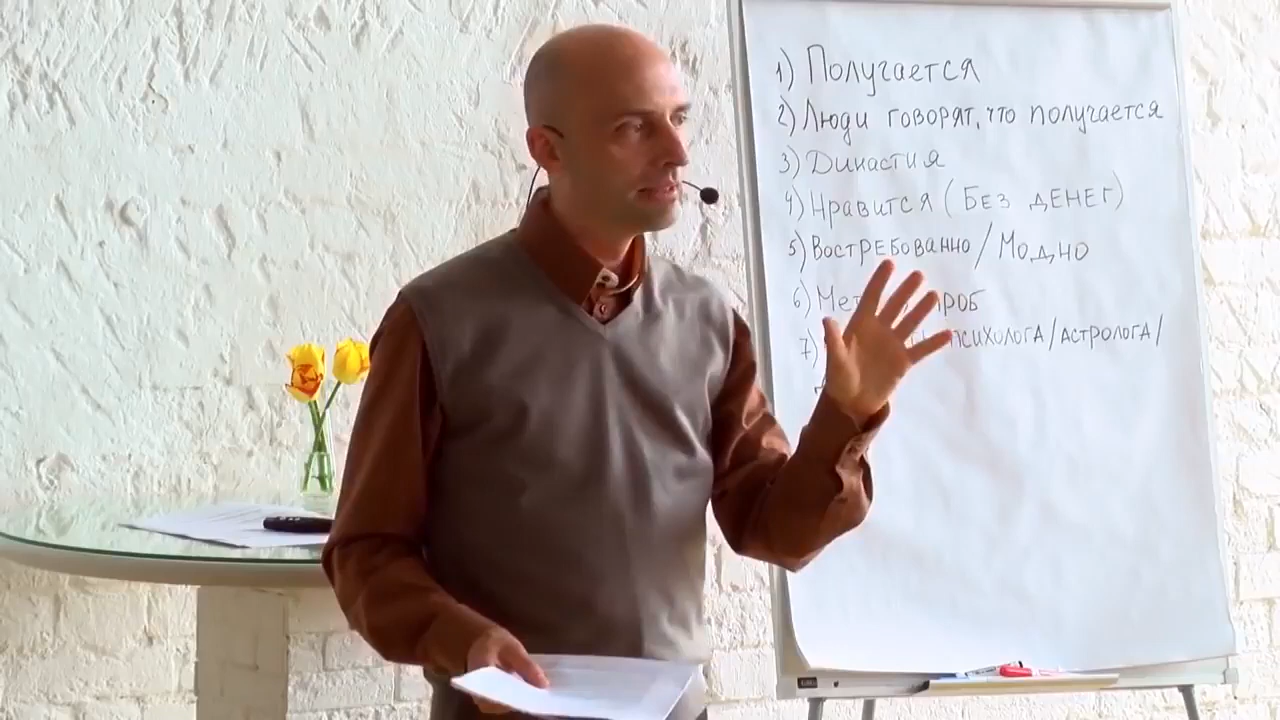 1) Получается
2) Люди говорят, что получается
3) Династия
4) Нравится (Без денег)
5) Востребованно / Модно
6)
7) психолога / астролога /